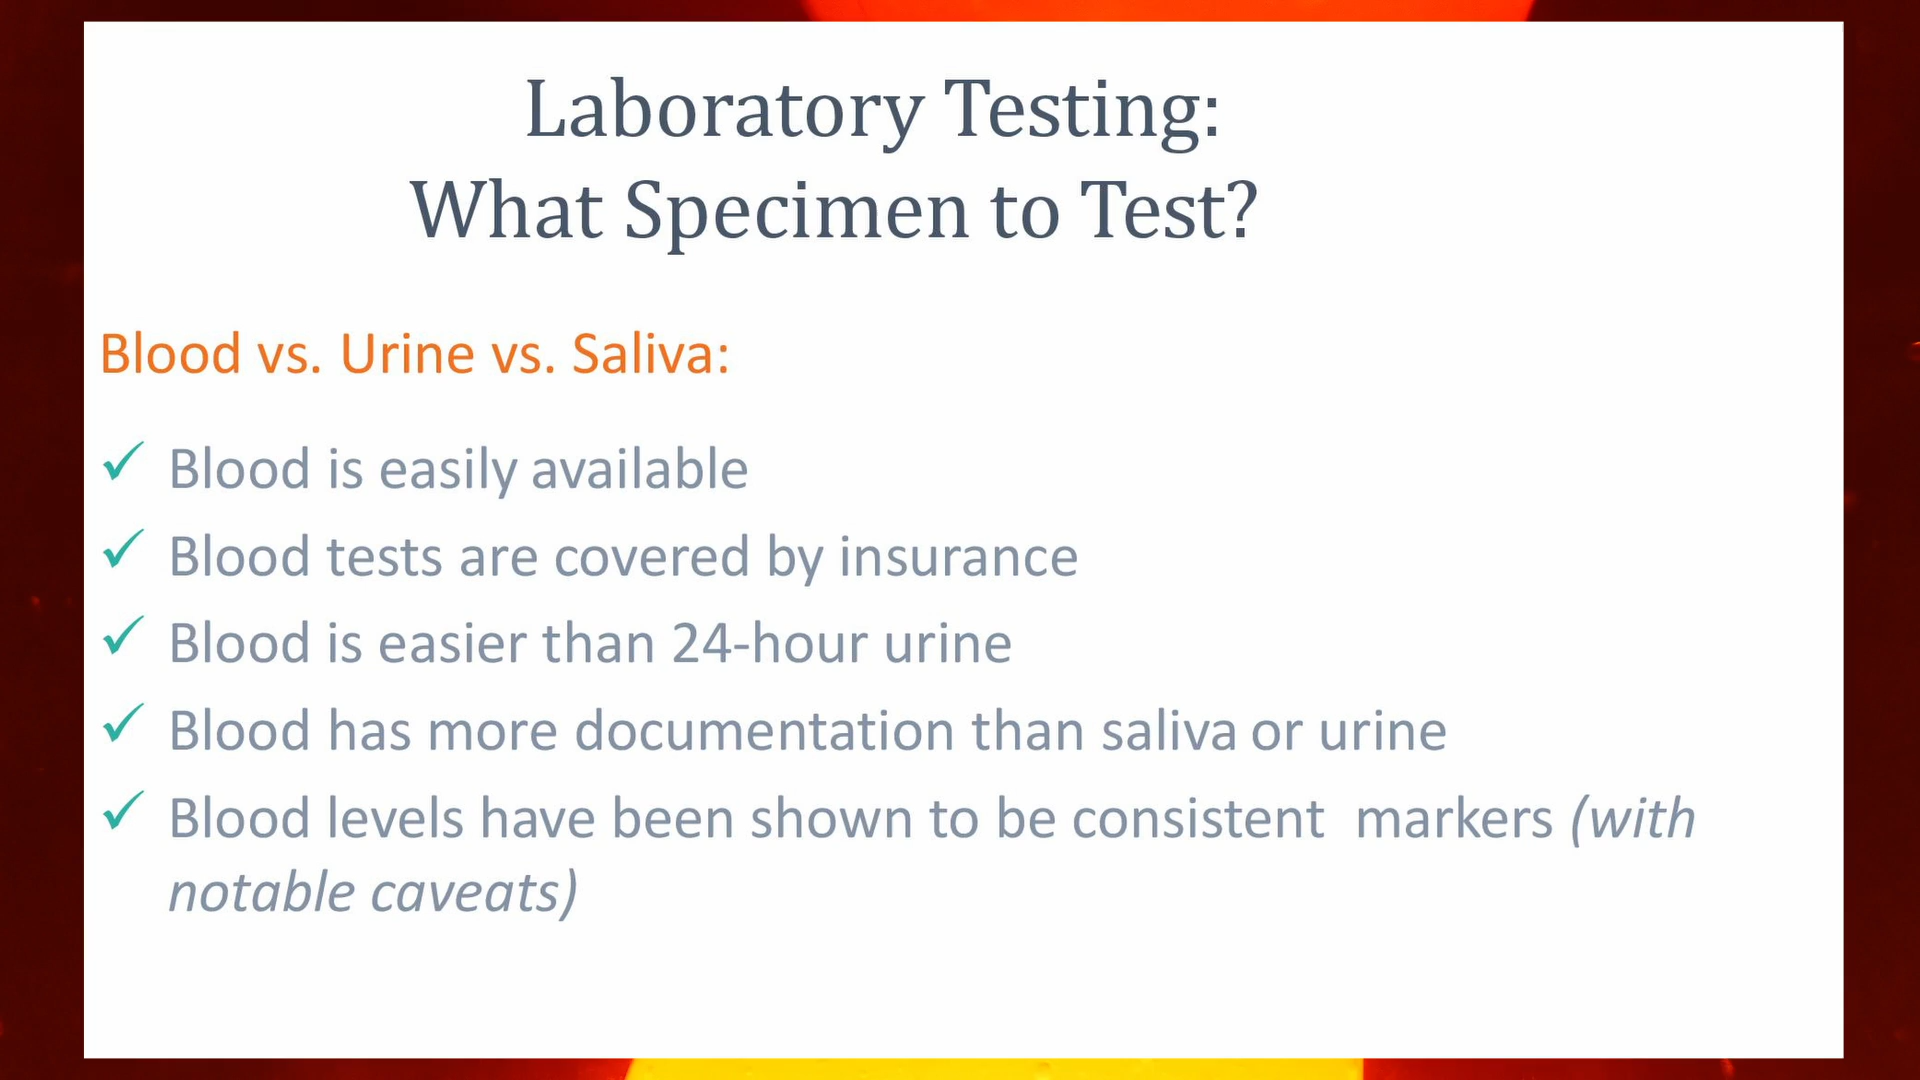 Laboratory Testing:
What Specimen to Test?
Blood vs. Urine vs. Saliva:
✓ Blood is easily available
✓ Blood tests are covered by insurance
✓ Blood is easier than 24-hour urine
✓ Blood has more documentation than saliva or urine
✓ Blood levels have been shown to be consistent  markers (with
notable caveats)